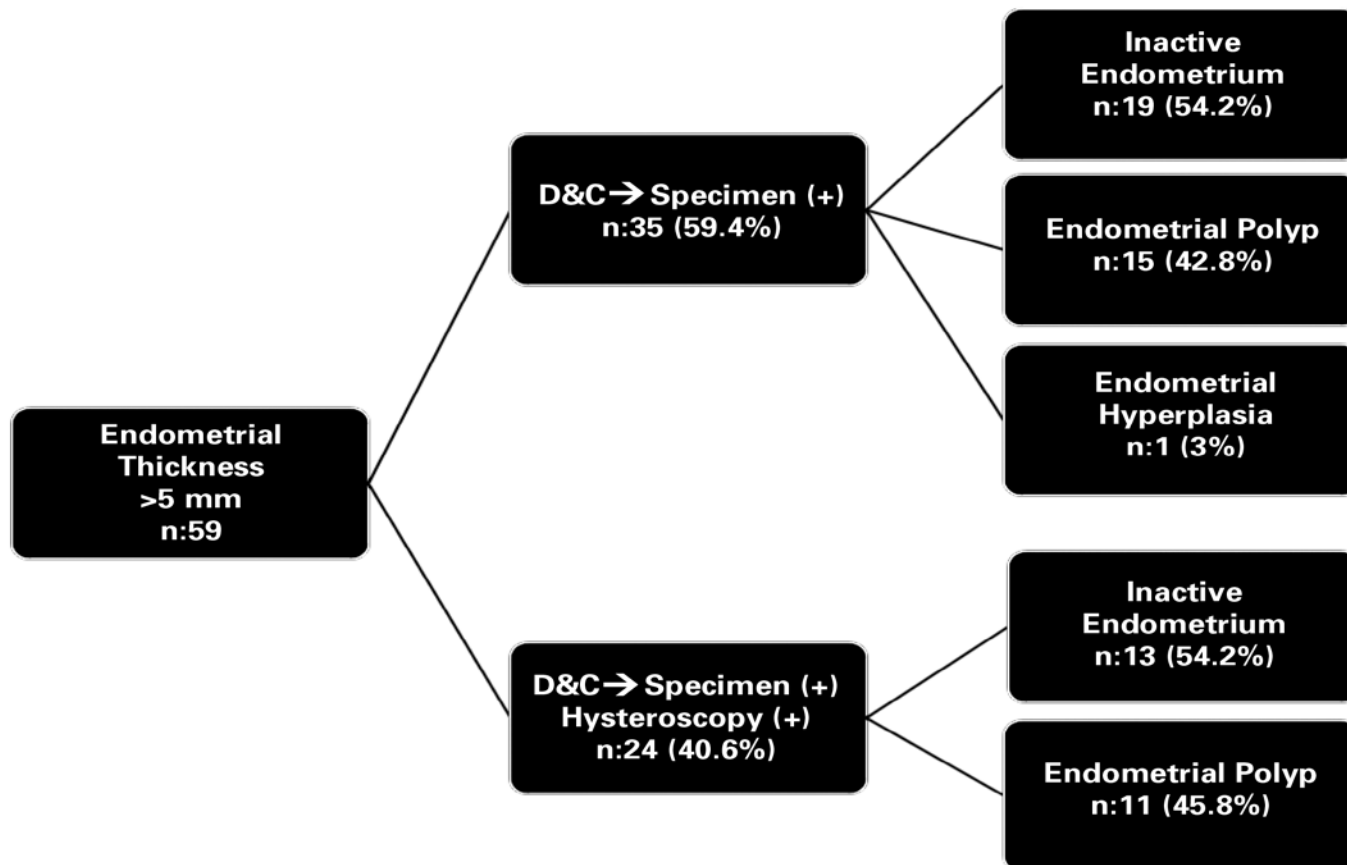 Endometrial
Thickness
>5 mm
n:59
D&C→ Specimen (+)
n:35 (59.4%)
Inactive
Endometrium
n:19 (54.2%)
Endometrial Polyp
n:15 (42.8%)
Endometrial
Hyperplasia
n:1 (3%)
D&C→ Specimen (+)
Hysteroscopy (+)
n:24 (40.6%)
Inactive
Endometrium
n:13 (54.2%)
Endometrial Polyp
n:11 (45.8%)